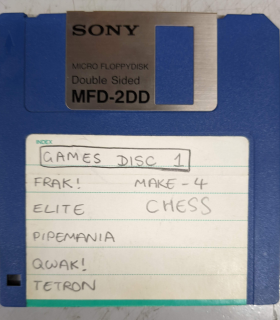 SONY
MICRO FLOPPYDISK
Double Sided
MFD-2DD
INDEX
GAMES DISC 1
FRAK! MAKE-4
ELITE CHESS
PIPEMANIA
QWAK!
TETRON